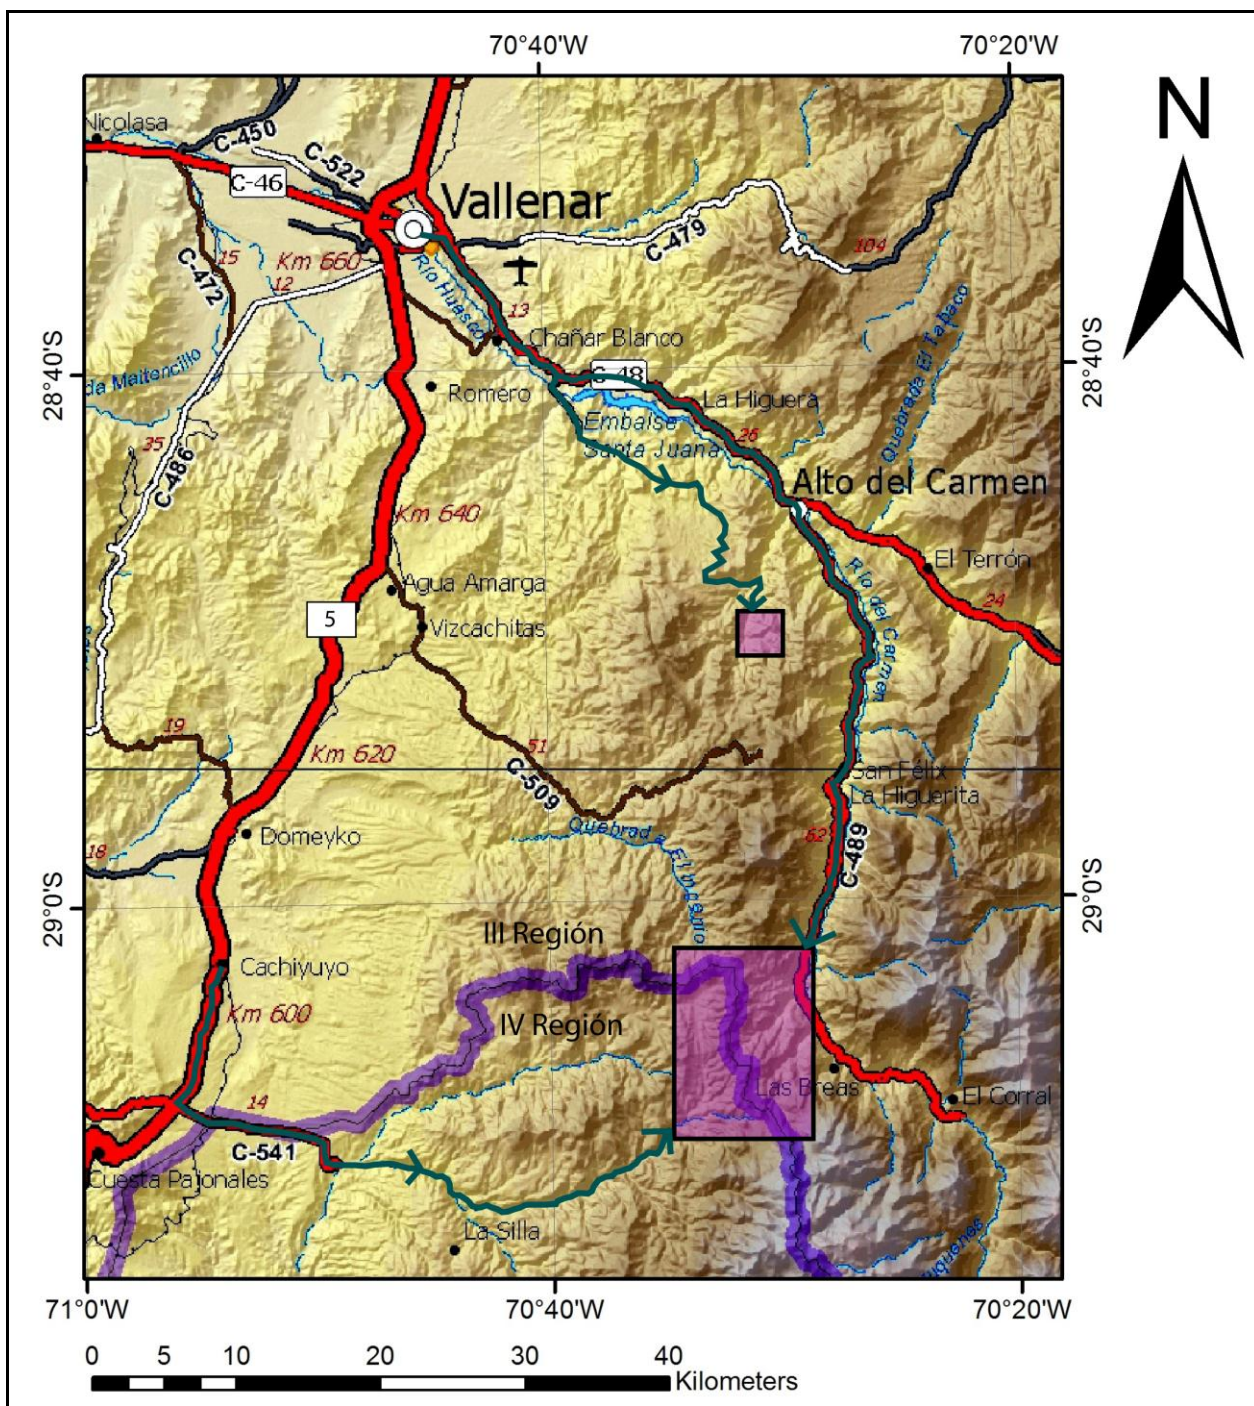 70°40'W
70°20'W
N
Nicolasa
C-450
C-522
C-46
Vallenar
C-479
104
15
Km 660
12
C-472
Río Huasco
13
Chañar Blanco
28°40'S
28°40'S
da Maitencillo
Romero
C-48
La Higuera
Embalse
Santa Juana
26
Quebrada El Tabaco
35
C-486
Alto del Carmen
Km 640
Agua Amarga
El Terrón
Río del Carmen
24
5
Vizcachitas
19
Km 620
51
C-509
San Félix
La Higuerita
62
C-489
18
Domeyko
29°0'S
29°0'S
III Región
Cachiyuyo
Km 600
IV Región
Las Breas
El Corral
14
C-541
Cuesta Pajonales
La Silla
71°0'W
70°40'W
70°20'W
0 5 10 20 30 40
Kilometers